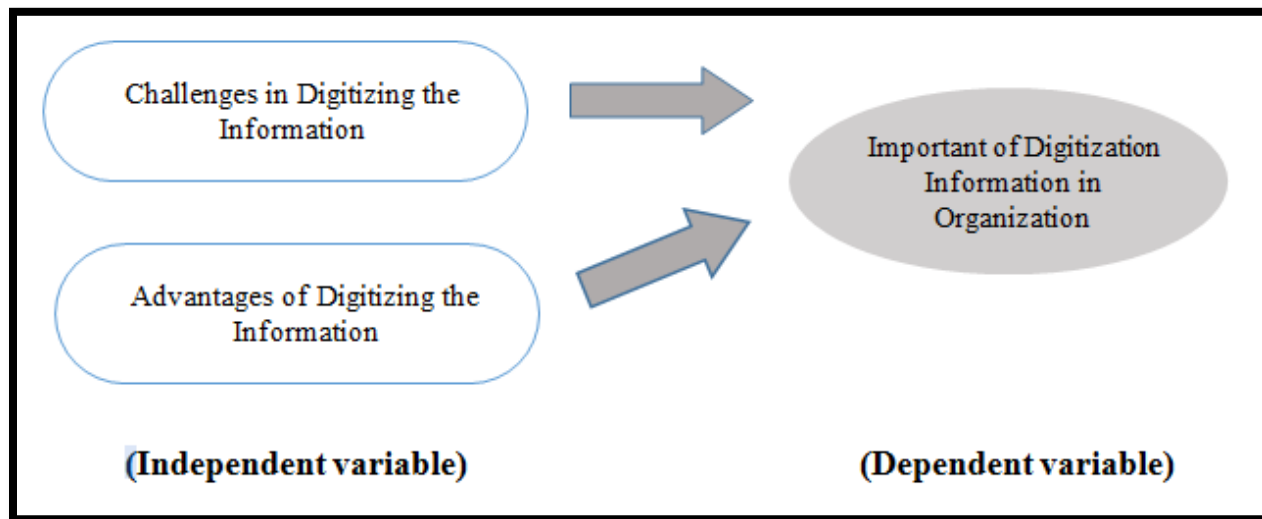 Challenges in Digitizing the
Information
Important of Digitization
Information in
Organization
Advantages of Digitizing the
Information
(Independent variable)
(Dependent variable)